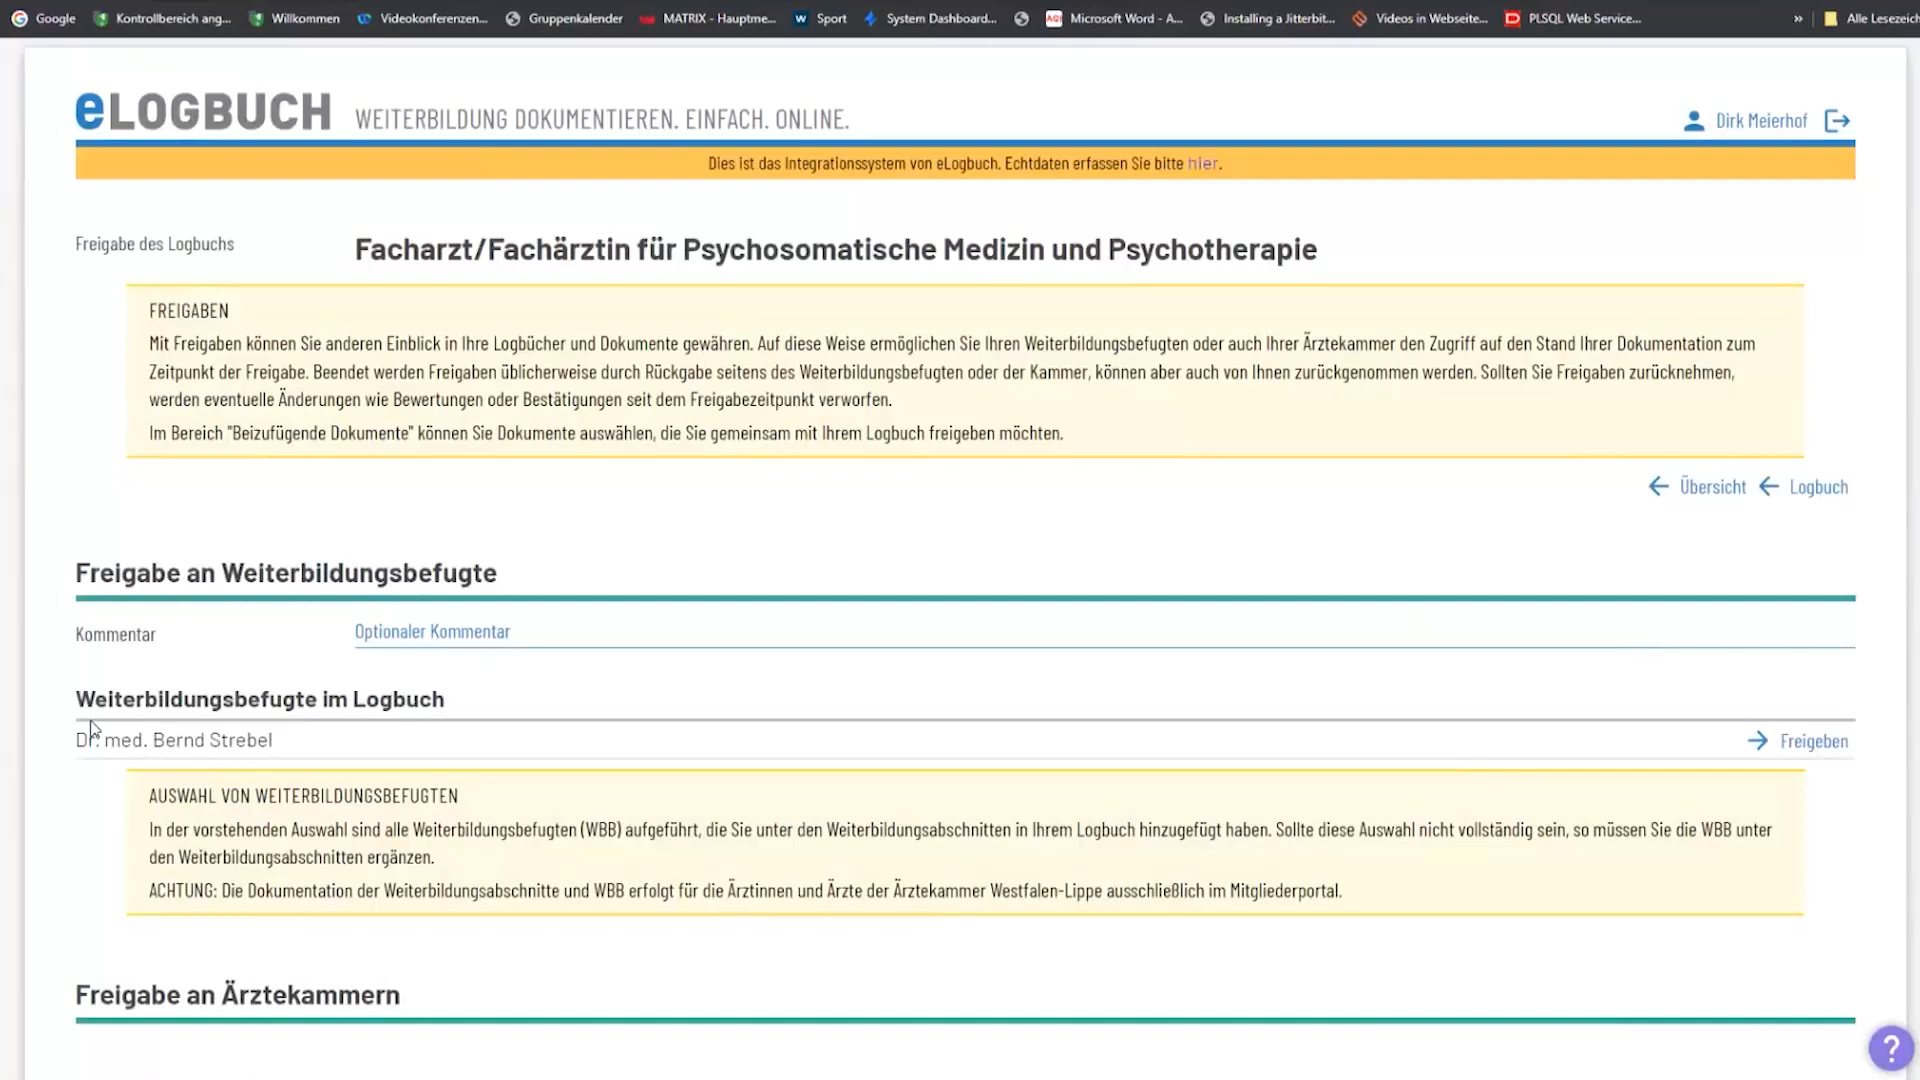 Google Kontrollbereich ang... Willkommen Videokonferenzen... Gruppenkalender MATRIX - Hauptme... Sport System Dashboard... Microsoft Word - A... Installing a Jitterbit... Videos in Webseite... PLSQL Web Service... » Alle Lesezeich
eLOGBUCH WEITERBILDUNG DOKUMENTIEREN. EINFACH. ONLINE. Dirk Meierhof
Dies ist das Integrationssystem von eLogbuch. Echtdaten erfassen Sie bitte hier.
Freigabe des Logbuchs Facharzt/Fachärztin für Psychosomatische Medizin und Psychotherapie
FREIGABEN
Mit Freigaben können Sie anderen Einblick in Ihre Logbücher und Dokumente gewähren. Auf diese Weise ermöglichen Sie Ihren Weiterbildungsbefugten oder auch Ihrer Ärztekammer den Zugriff auf den Stand Ihrer Dokumentation zum
Zeitpunkt der Freigabe. Beendet werden Freigaben üblicherweise durch Rückgabe seitens des Weiterbildungsbefugten oder der Kammer, können aber auch von Ihnen zurückgenommen werden. Sollten Sie Freigaben zurücknehmen,
werden eventuelle Änderungen wie Bewertungen oder Bestätigungen seit dem Freigabezeitpunkt verworfen.
Im Bereich "Beizufügende Dokumente" können Sie Dokumente auswählen, die Sie gemeinsam mit Ihrem Logbuch freigeben möchten.
Übersicht Logbuch
Freigabe an Weiterbildungsbefugte
Kommentar Optionaler Kommentar
Weiterbildungsbefugte im Logbuch
Dr. med. Bernd Strebel Freigeben
AUSWAHL VON WEITERBILDUNGSBEFUGTEN
In der vorstehenden Auswahl sind alle Weiterbildungsbefugten (WBB) aufgeführt, die Sie unter den Weiterbildungsabschnitten in Ihrem Logbuch hinzugefügt haben. Sollte diese Auswahl nicht vollständig sein, so müssen Sie die WBB unter
den Weiterbildungsabschnitten ergänzen.
ACHTUNG: Die Dokumentation der Weiterbildungsabschnitte und WBB erfolgt für die Ärztinnen und Ärzte der Ärztekammer Westfalen-Lippe ausschließlich im Mitgliederportal.
Freigabe an Ärztekammern
?